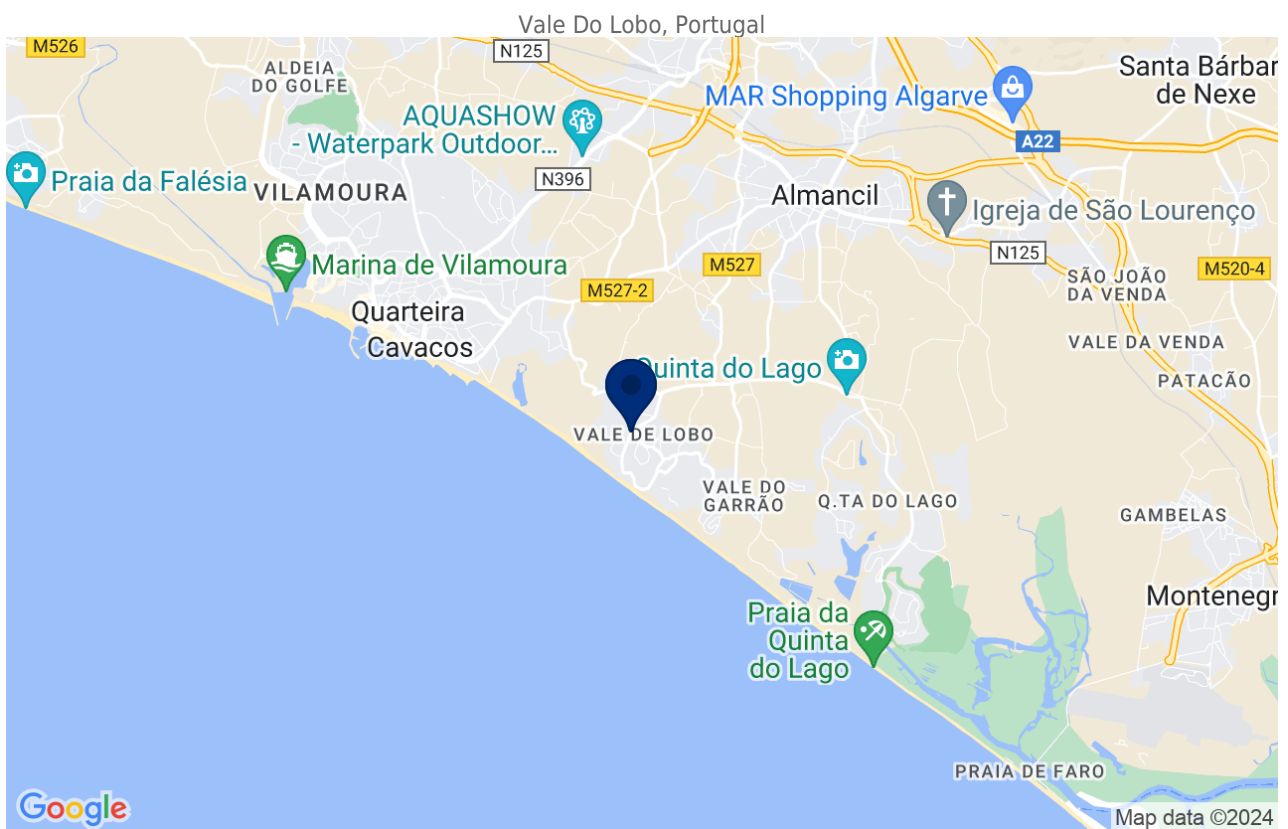 Vale Do Lobo, Portugal
M526
N125
ALDEIA
DO GOLFE
Santa Bárbar
de Nexe
MAR Shopping Algarve
AQUASHOW
- Waterpark Outdoor...
A22
N396
Praia da Falésia
VILAMOURA
Almancil
Igreja de São Lourenço
N125
Marina de Vilamoura
M527
M520-4
SÃO JOÃO
DA VENDA
M527-2
Quarteira
Cavacos
VALE DA VENDA
Quinta do Lago
PATACÃO
VALE DE LOBO
VALE DO
GARRÃO
Q.TA DO LAGO
GAMBELAS
Montenegr
Praia da
Quinta
do Lago
PRAIA DE FARO
Google
Map data ©2024